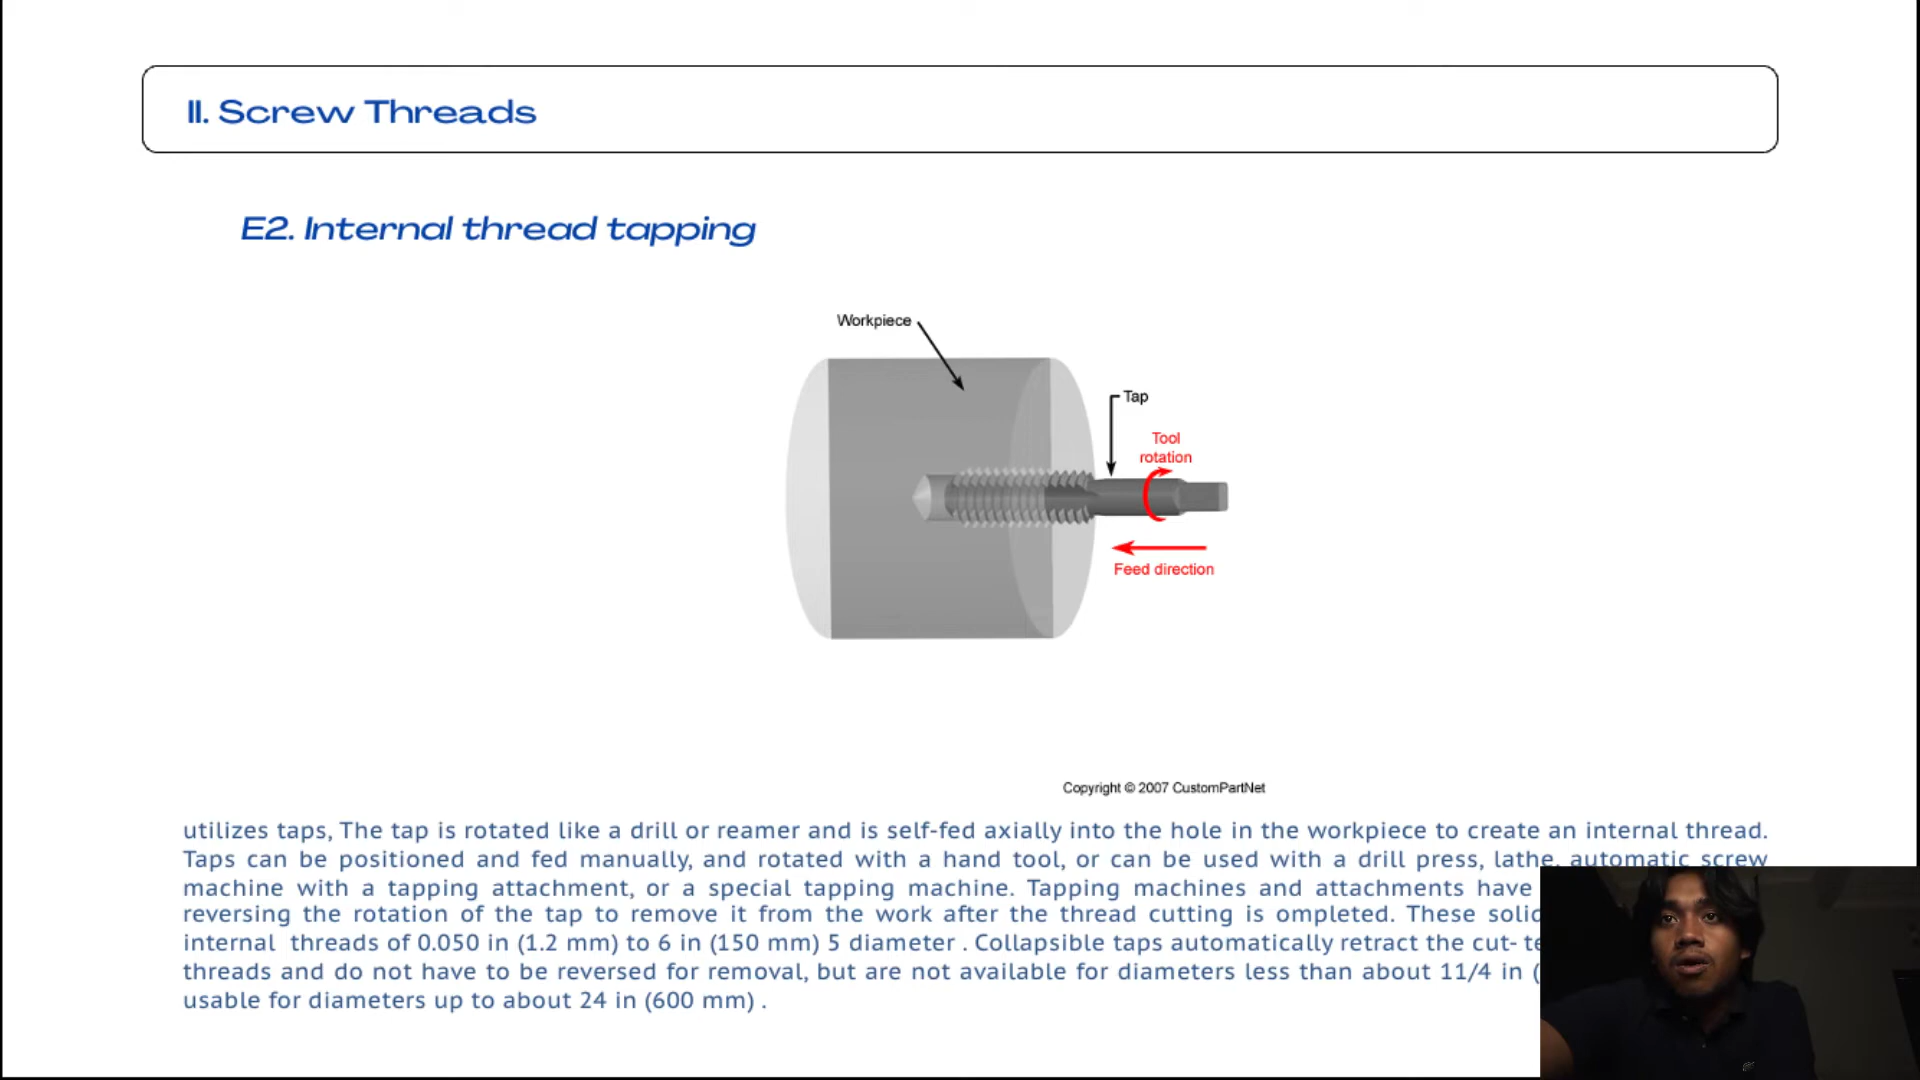 II. Screw Threads
E2. Internal thread tapping
Workpiece
Tap
Tool
rotation
Feed direction
Copyright © 2007 CustomPartNet
utilizes taps, The tap is rotated like a drill or reamer and is self-fed axially into the hole in the workpiece to create an internal thread.
Taps can be positioned and fed manually, and rotated with a hand tool, or can be used with a drill press, lathe, automatic screw
machine with a tapping attachment, or a special tapping machine. Tapping machines and attachments have
reversing the rotation of the tap to remove it from the work after the thread cutting is ompleted. These
internal threads of 0.050 in (1.2 mm) to 6 in (150 mm) 5 diameter . Collapsible taps automatically retract the cut-
threads and do not have to be reversed for removal, but are not available for diameters less than about 11/4 in (
usable for diameters up to about 24 in (600 mm) .